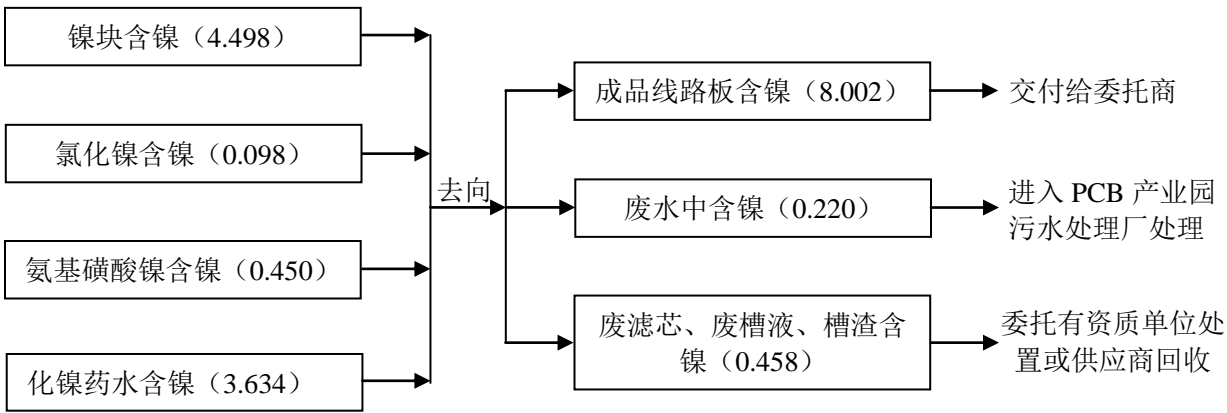 镍块含镍（4.498）
氯化镍含镍（0.098）
氨基磺酸镍含镍（0.450）
化镍药水含镍（3.634）
去向
成品线路板含镍（8.002）
交付给委托商
废水中含镍（0.220）
进入 PCB 产业园
污水处理厂处理
废滤芯、废槽液、槽渣含
镍（0.458）
委托有资质单位处
置或供应商回收